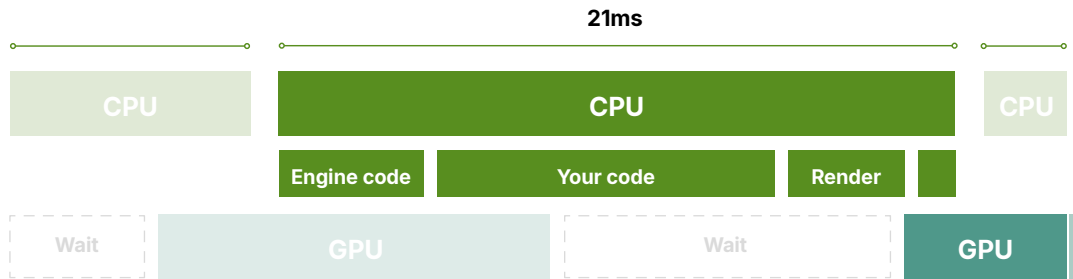 21ms
CPU
CPU
CPU
Engine code
Your code
Render
Wait
GPU
Wait
GPU